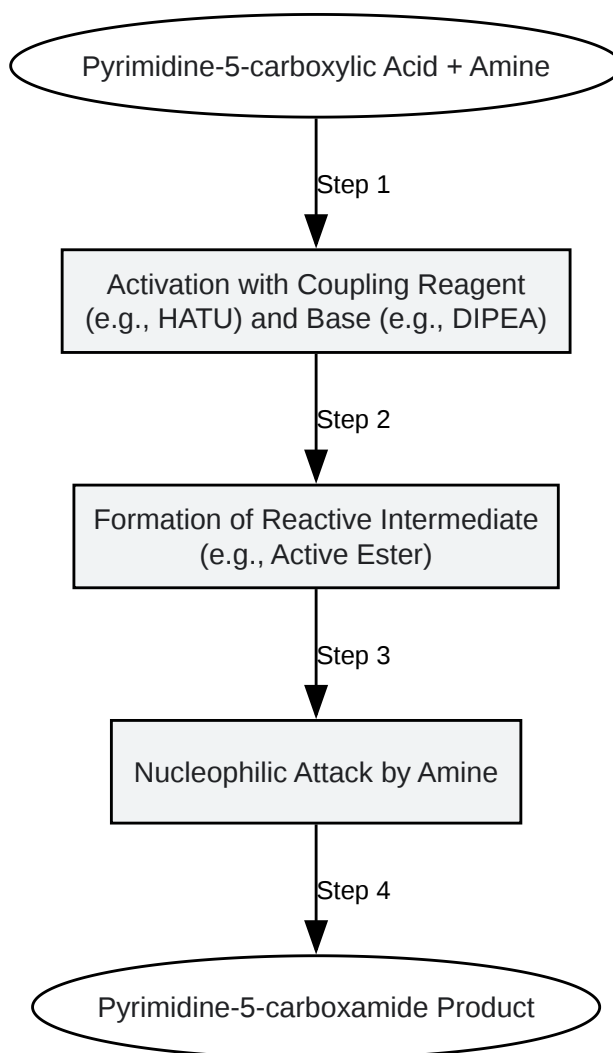 Pyrimidine-5-carboxylic Acid + Amine
Step 1
Activation with Coupling Reagent
(e.g., HATU) and Base (e.g., DIPEA)
Step 2
Formation of Reactive Intermediate
(e.g., Active Ester)
Step 3
Nucleophilic Attack by Amine
Step 4
Pyrimidine-5-carboxamide Product